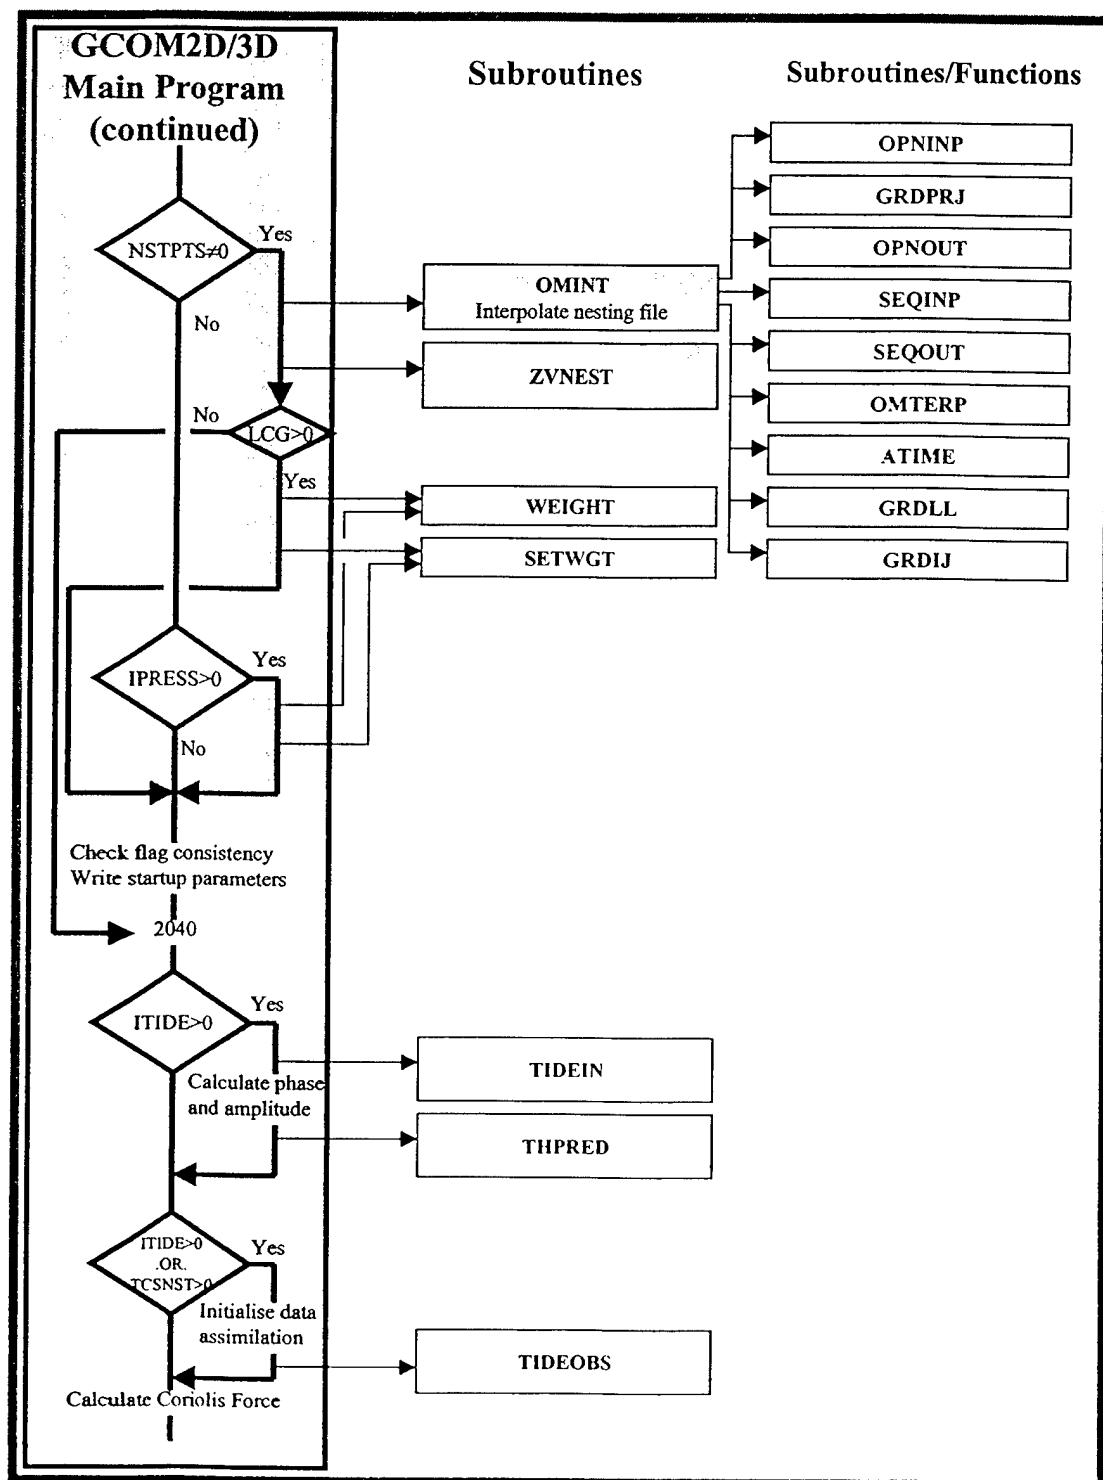 GCOM2D/3D
Main Program
(continued)
Subroutines
Subroutines/Functions
OPNINP
GRDPRJ
OPNOUT
SEQINP
SEQOUT
OMTERP
ATIME
GRDLL
GRDIJ
NSTPTS≠0
Yes
No
OMINT
Interpolate nesting file
ZVNEST
No
LCG>0
Yes
WEIGHT
SETWGT
IPRESS>0
Yes
No
Check flag consistency
Write startup parameters
2040
ITIDE>0
Yes
Calculate phase
and amplitude
TIDEIN
THPRED
ITIDE>0
.OR.
TCSNST>0
Yes
Initialise data
assimilation
TIDEOBS
Calculate Coriolis Force